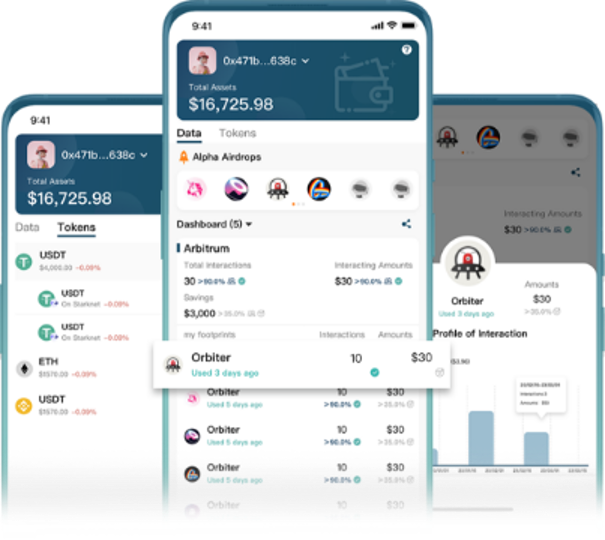 9:41
0x471b...638c
Total Assets
$16,725.98
Data Tokens
USDT
$4,000.00 -0.09%
USDT
On Starknet -0.09%
USDT
On Starknet -0.09%
ETH
$1570.00 -0.09%
USDT
$1570.00 -0.09%
9:41
0x471b...638c
?
Total Assets
$16,725.98
Data Tokens
Alpha Airdrops
Dashboard (5)
Arbitrum
Total Interactions Interacting Amounts
30 >90.0% $30 >90.0%
Savings
$3,000 >35.0%
my footprints Interactions Amounts
Orbiter 10 $30
Used 3 days ago
Orbiter 10 $30
Used 5 days ago >90.0% >35.0%
Orbiter 10 $30
Used 5 days ago >90.0% >35.0%
Orbiter 10 $30
Used 5 days ago >90.0% >35.0%
Orbiter 10 $30
Interacting Amounts
$30 >90.0%
Orbiter
Used 3 days ago
Amounts
$30
>35.0%
Profile of Interaction
Amounts $50